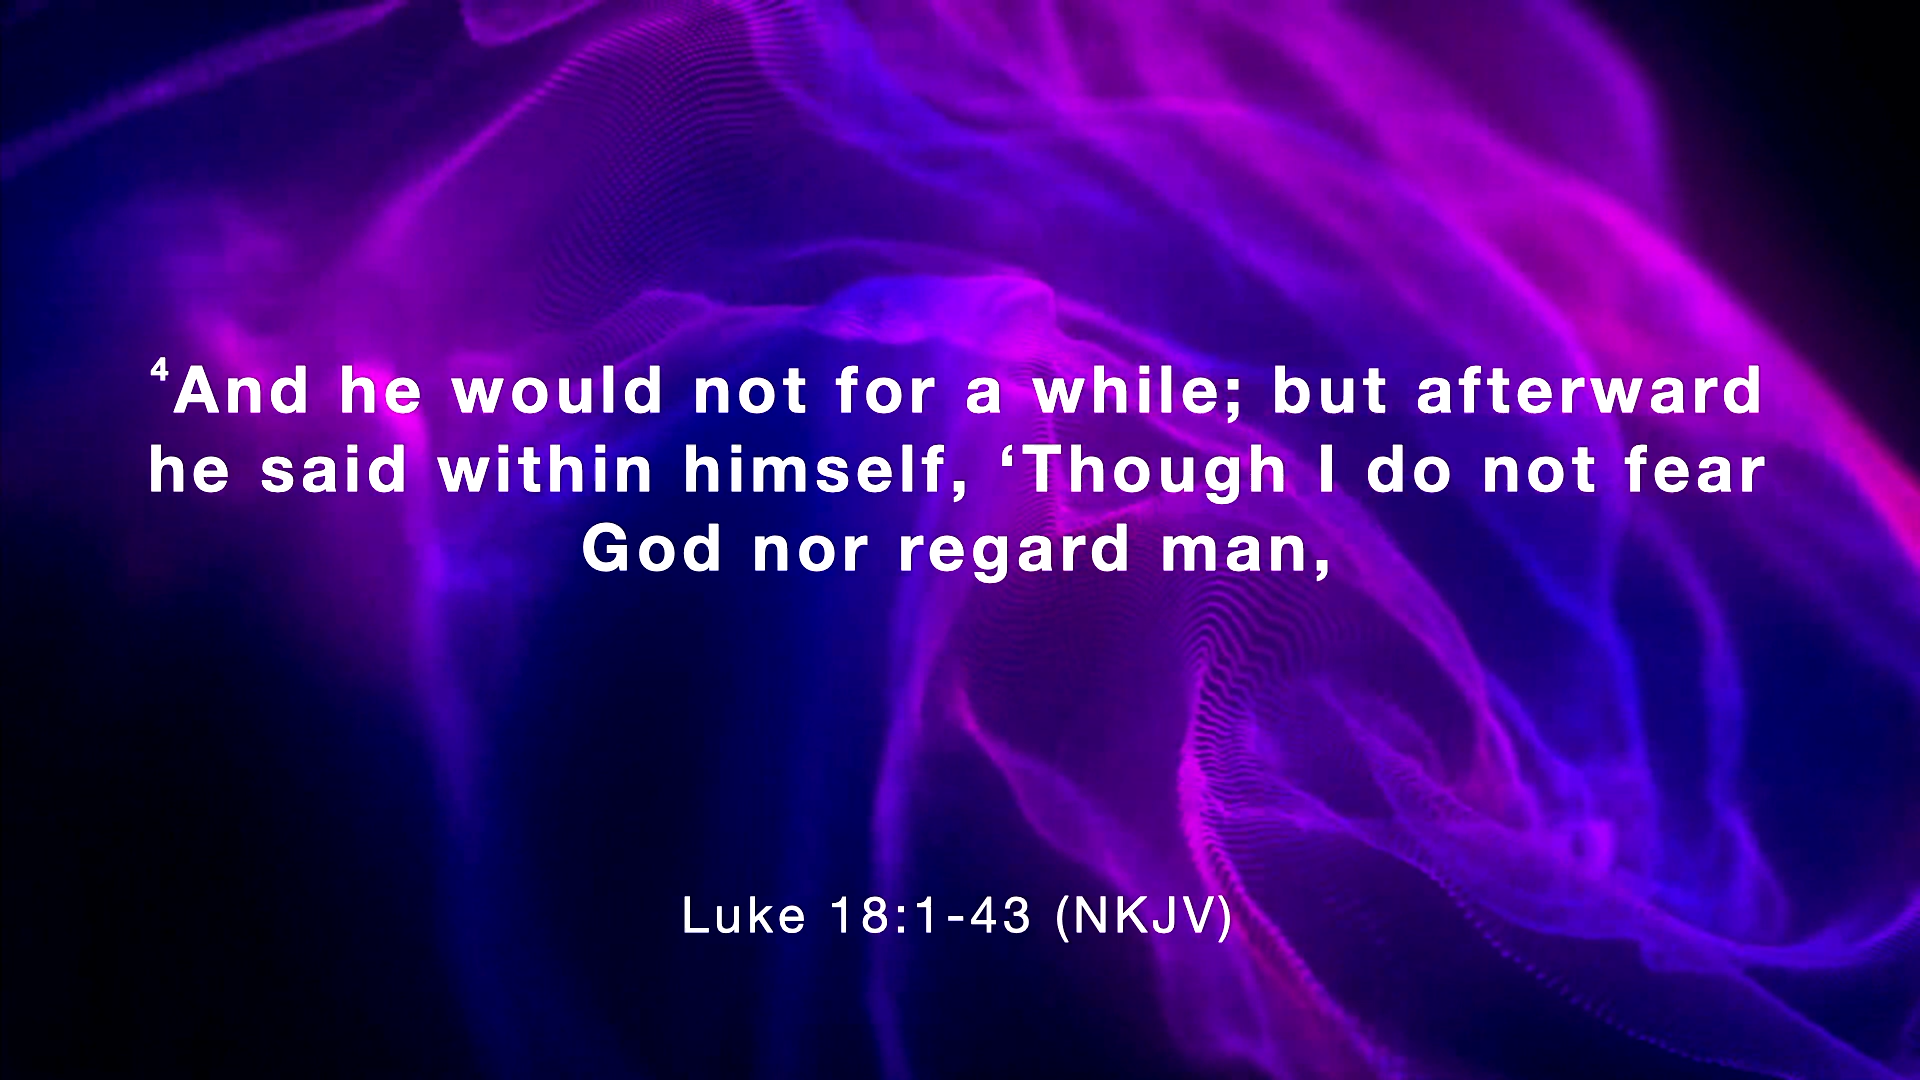 ⁴And he would not for a while; but afterward
he said within himself, ‘Though I do not fear
God nor regard man,
Luke 18:1-43 (NKJV)